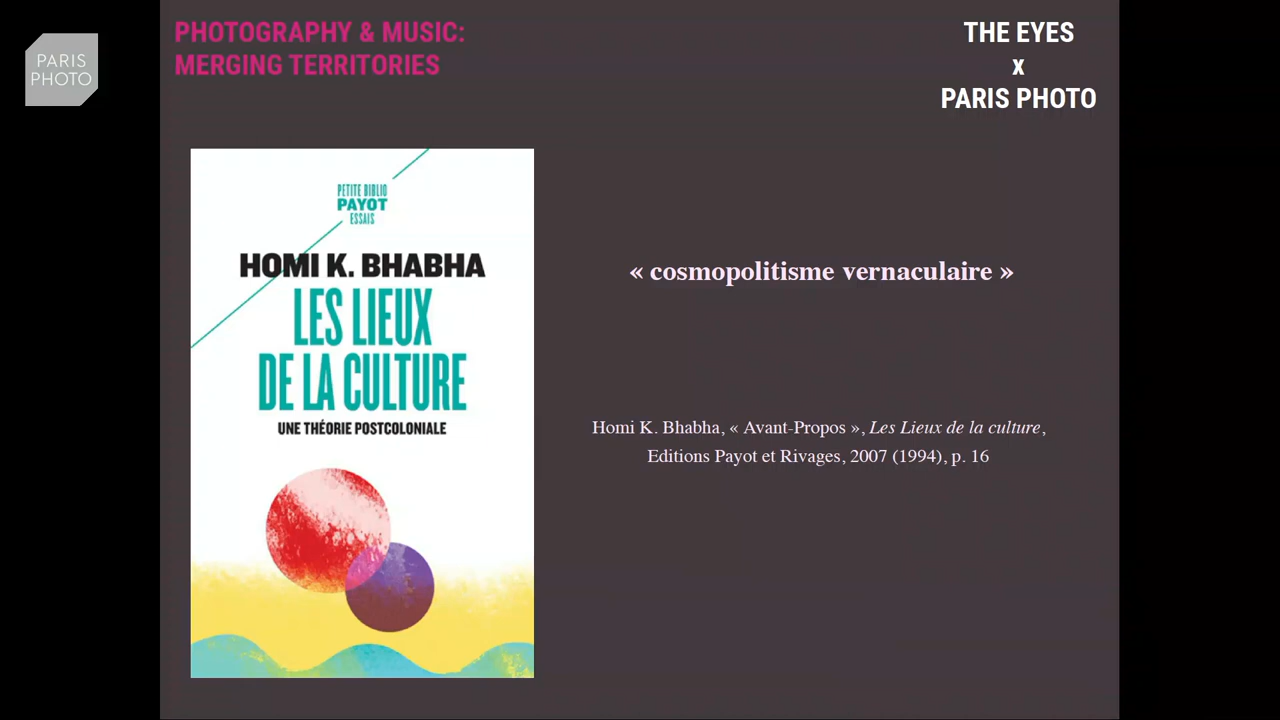 PARIS
PHOTO
PHOTOGRAPHY & MUSIC:
MERGING TERRITORIES
THE EYES
x
PARIS PHOTO
PETITE BIBLIO
PAYOT
ESSAIS
HOMI K. BHABHA
LES LIEUX
DE LA CULTURE
UNE THÉORIE POSTCOLONIALE
« cosmopolitisme vernaculaire »
Homi K. Bhabha, « Avant-Propos », Les Lieux de la culture,
Editions Payot et Rivages, 2007 (1994), p. 16